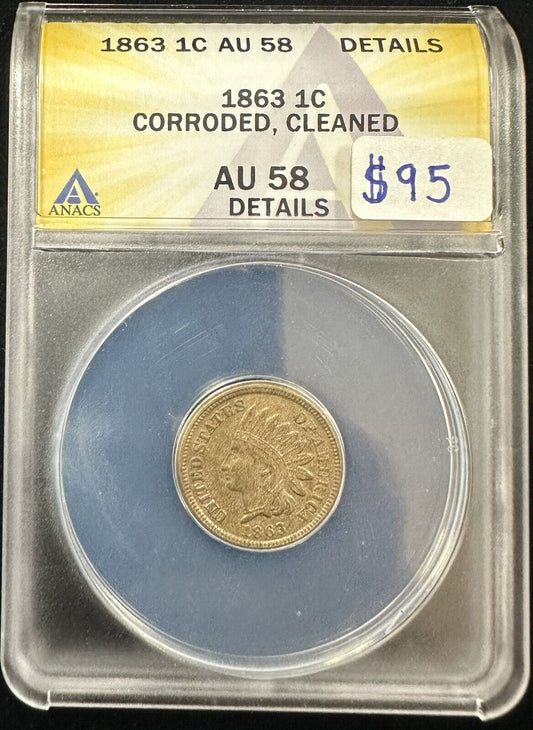 1863 1C AU 58 DETAILS
1863 1C
CORRODED, CLEANED
AU 58
DETAILS
ANACS
$95
UNITED STATES OF AMERICA
1863